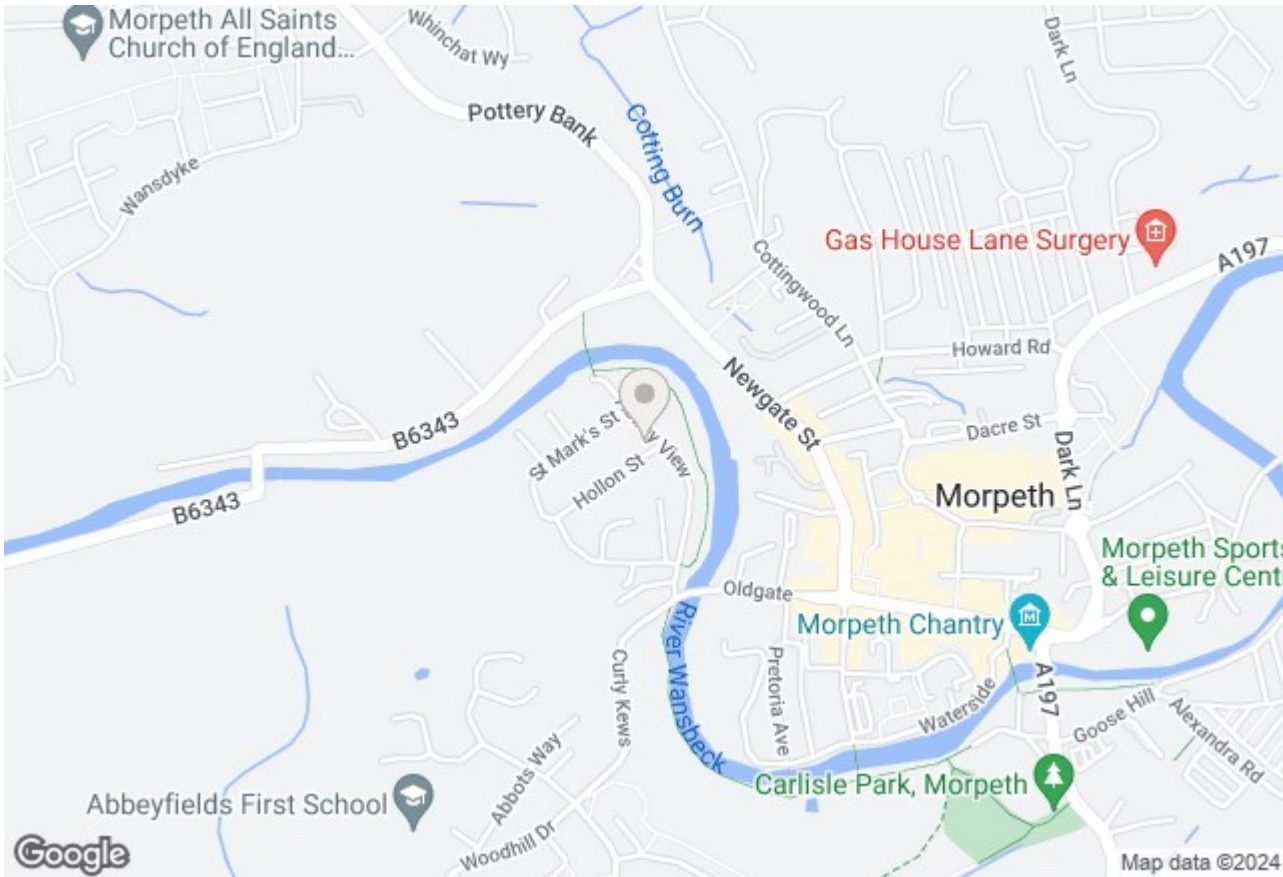 Morpeth All Saints
Church of England...
Whinchat Wy
Dark Ln
Pottery Bank
Cotting Burn
Wansdyke
Gas House Lane Surgery
A197
Cottingwood Ln
Howard Rd
Newgate St
Dacre St
St Mark's St
View
B6343
Hollon St
Dark Ln
Morpeth
B6343
Morpeth Sports
& Leisure Cent
Oldgate
Morpeth Chantry
River Wansbeck
Curly Kews
Pretoria Ave
A197
Waterside
Goose Hill
Alexandra Rd
Abbots Way
Carlisle Park, Morpeth
Abbeyfields First School
Woodhill Dr
Google
Map data ©2024